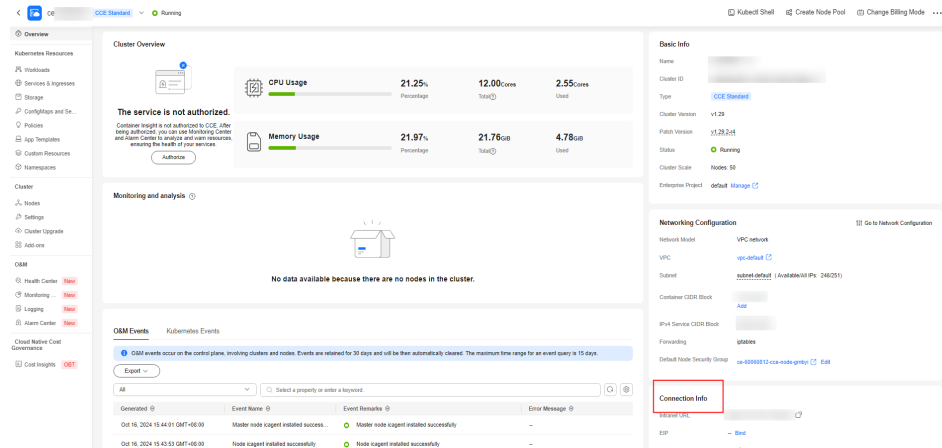 ce
CCE Standard
Running
Kubectl Shell
Create Node Pool
Change Billing Mode
Overview
Kubernetes Resources
Workloads
Services & Ingresses
Storage
ConfigMaps and Se...
Policies
App Templates
Custom Resources
Namespaces
Cluster
Nodes
Settings
Cluster Upgrade
Add-ons
O&M
Health Center New
Monitoring ... New
Logging New
Alarm Center New
Cloud Native Cost
Governance
Cost Insights OBT
Cluster Overview
The service is not authorized.
Container Insight is not authorized to CCE. After
being authorized, you can use Monitoring Center
and Alarm Center to analyze and warn resources,
ensuring the health of your services.
Authorize
CPU Usage
21.25%
Percentage
12.00Cores
Total
2.55Cores
Used
Memory Usage
21.97%
Percentage
21.76GiB
Total
4.78GiB
Used
Monitoring and analysis
No data available because there are no nodes in the cluster.
O&M Events
Kubernetes Events
O&M events occur on the control plane, involving clusters and nodes. Events are retained for 30 days and will be then automatically cleared. The maximum time range for an event query is 15 days.
Export
All
Select a property or enter a keyword.
Generated
Event Name
Event Remarks
Error Message
Oct 16, 2024 15:44:01 GMT+08:00
Master node icagent installed success...
Master node icagent installed successfully
--
Oct 16, 2024 15:43:53 GMT+08:00
Node icagent installed successfully
Node icagent installed successfully
--
Basic Info
Name
Cluster ID
Type
CCE Standard
Cluster Version
v1.29
Patch Version
v1.29.2-r4
Status
Running
Cluster Scale
Nodes: 50
Enterprise Project
default Manage
Networking Configuration
Go to Network Configuration
Network Model
VPC network
VPC
vpc-default
Subnet
subnet-default (Available/All IPs: 246/251)
Container CIDR Block
Add
IPv4 Service CIDR Block
Forwarding
iptables
Default Node Security Group
Edit
Connection Info
Intranet URL
EIP
-- Bind